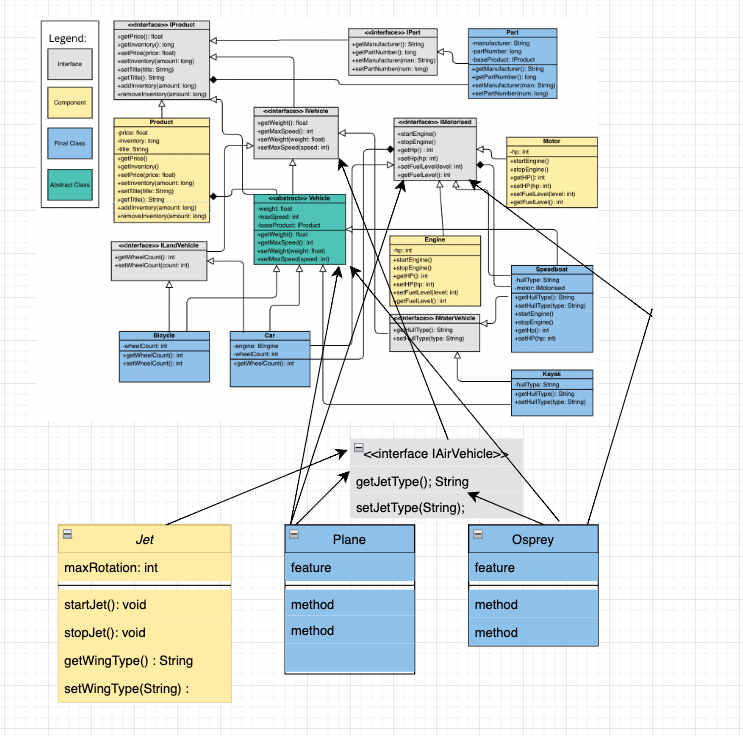 Legend:
Interface
Component
Final Class
Abstract Class
<<interface>> IProduct
+getPrice(): float
+getInventory(): long
+setPrice(price: float)
+setInventory(amount: long)
+setTitle(title: String)
+getTitle(): String
+addInventory(amount: long)
+removeInventory(amount: long)
<<interface>> IPart
+getManufacturer(): String
+getPartNumber(): long
+setManufacturer(man: String)
+setPartNumber(num: long)
Part
-manufacturer: String
-partNumber: long
-baseProduct: IProduct
+getManufacturer(): String
+getPartNumber(): long
+setManufacturer(man: String)
+setPartNumber(num: long)
Product
-price: float
-inventory: long
-title: String
+getPrice()
+getInventory()
+setPrice(price: float)
+setInventory(amount: long)
+setTitle(title: String)
+getTitle(): String
+addInventory(amount: long)
+removeInventory(amount: long)
<<interface>> IVehicle
+getWeight(): float
+getMaxSpeed(): int
+setWeight(weight: float)
+setMaxSpeed(speed: int)
<<interface>> IMotorised
+startEngine()
+stopEngine()
+getHp() : int
+setHp(hp: int)
+setFuelLevel(level: int)
+getFuelLevel(): int
Motor
-hp: int
+startEngine()
+stopEngine()
+getHP(): int
+setHP(hp: int)
+setFuelLevel(level: int)
+getFuelLevel(): int
<<abstract>> Vehicle
-weight: float
-maxSpeed: int
-baseProduct: IProduct
+getWeight(): float
+getMaxSpeed(): int
+setWeight(weight: float)
+setMaxSpeed(speed: int)
<<interface>> ILandVehicle
+getWheelCount(): int
+setWheelCount(count: int)
Engine
-hp: int
+startEngine()
+stopEngine()
+getHP(): int
+setHP(hp: int)
+setFuelLevel(level: int)
+getFuelLevel(): int
Speedboat
-hullType: String
-motor: IMotorised
+getHullType(): String
+setHullType(type: String)
+startEngine()
+stopEngine()
+getHp(): int
+setHP(hp: int)
<<interface>> IWaterVehicle
+getHullType(): String
+setHullType(type: String)
Bicycle
-wheelCount: int
+getWheelCount(): int
+setWheelCount(): int
Car
-engine: IEngine
-wheelCount: int
+getWheelCount(): int
Kayak
-hullType: String
+getHullType(): String
+setHullType(type: String)
<<interface IAirVehicle>>
getJetType(); String
setJetType(String);
Jet
maxRotation: int
startJet(): void
stopJet(): void
getWingType() : String
setWingType(String) :
Plane
feature
method
method
Osprey
feature
method
method